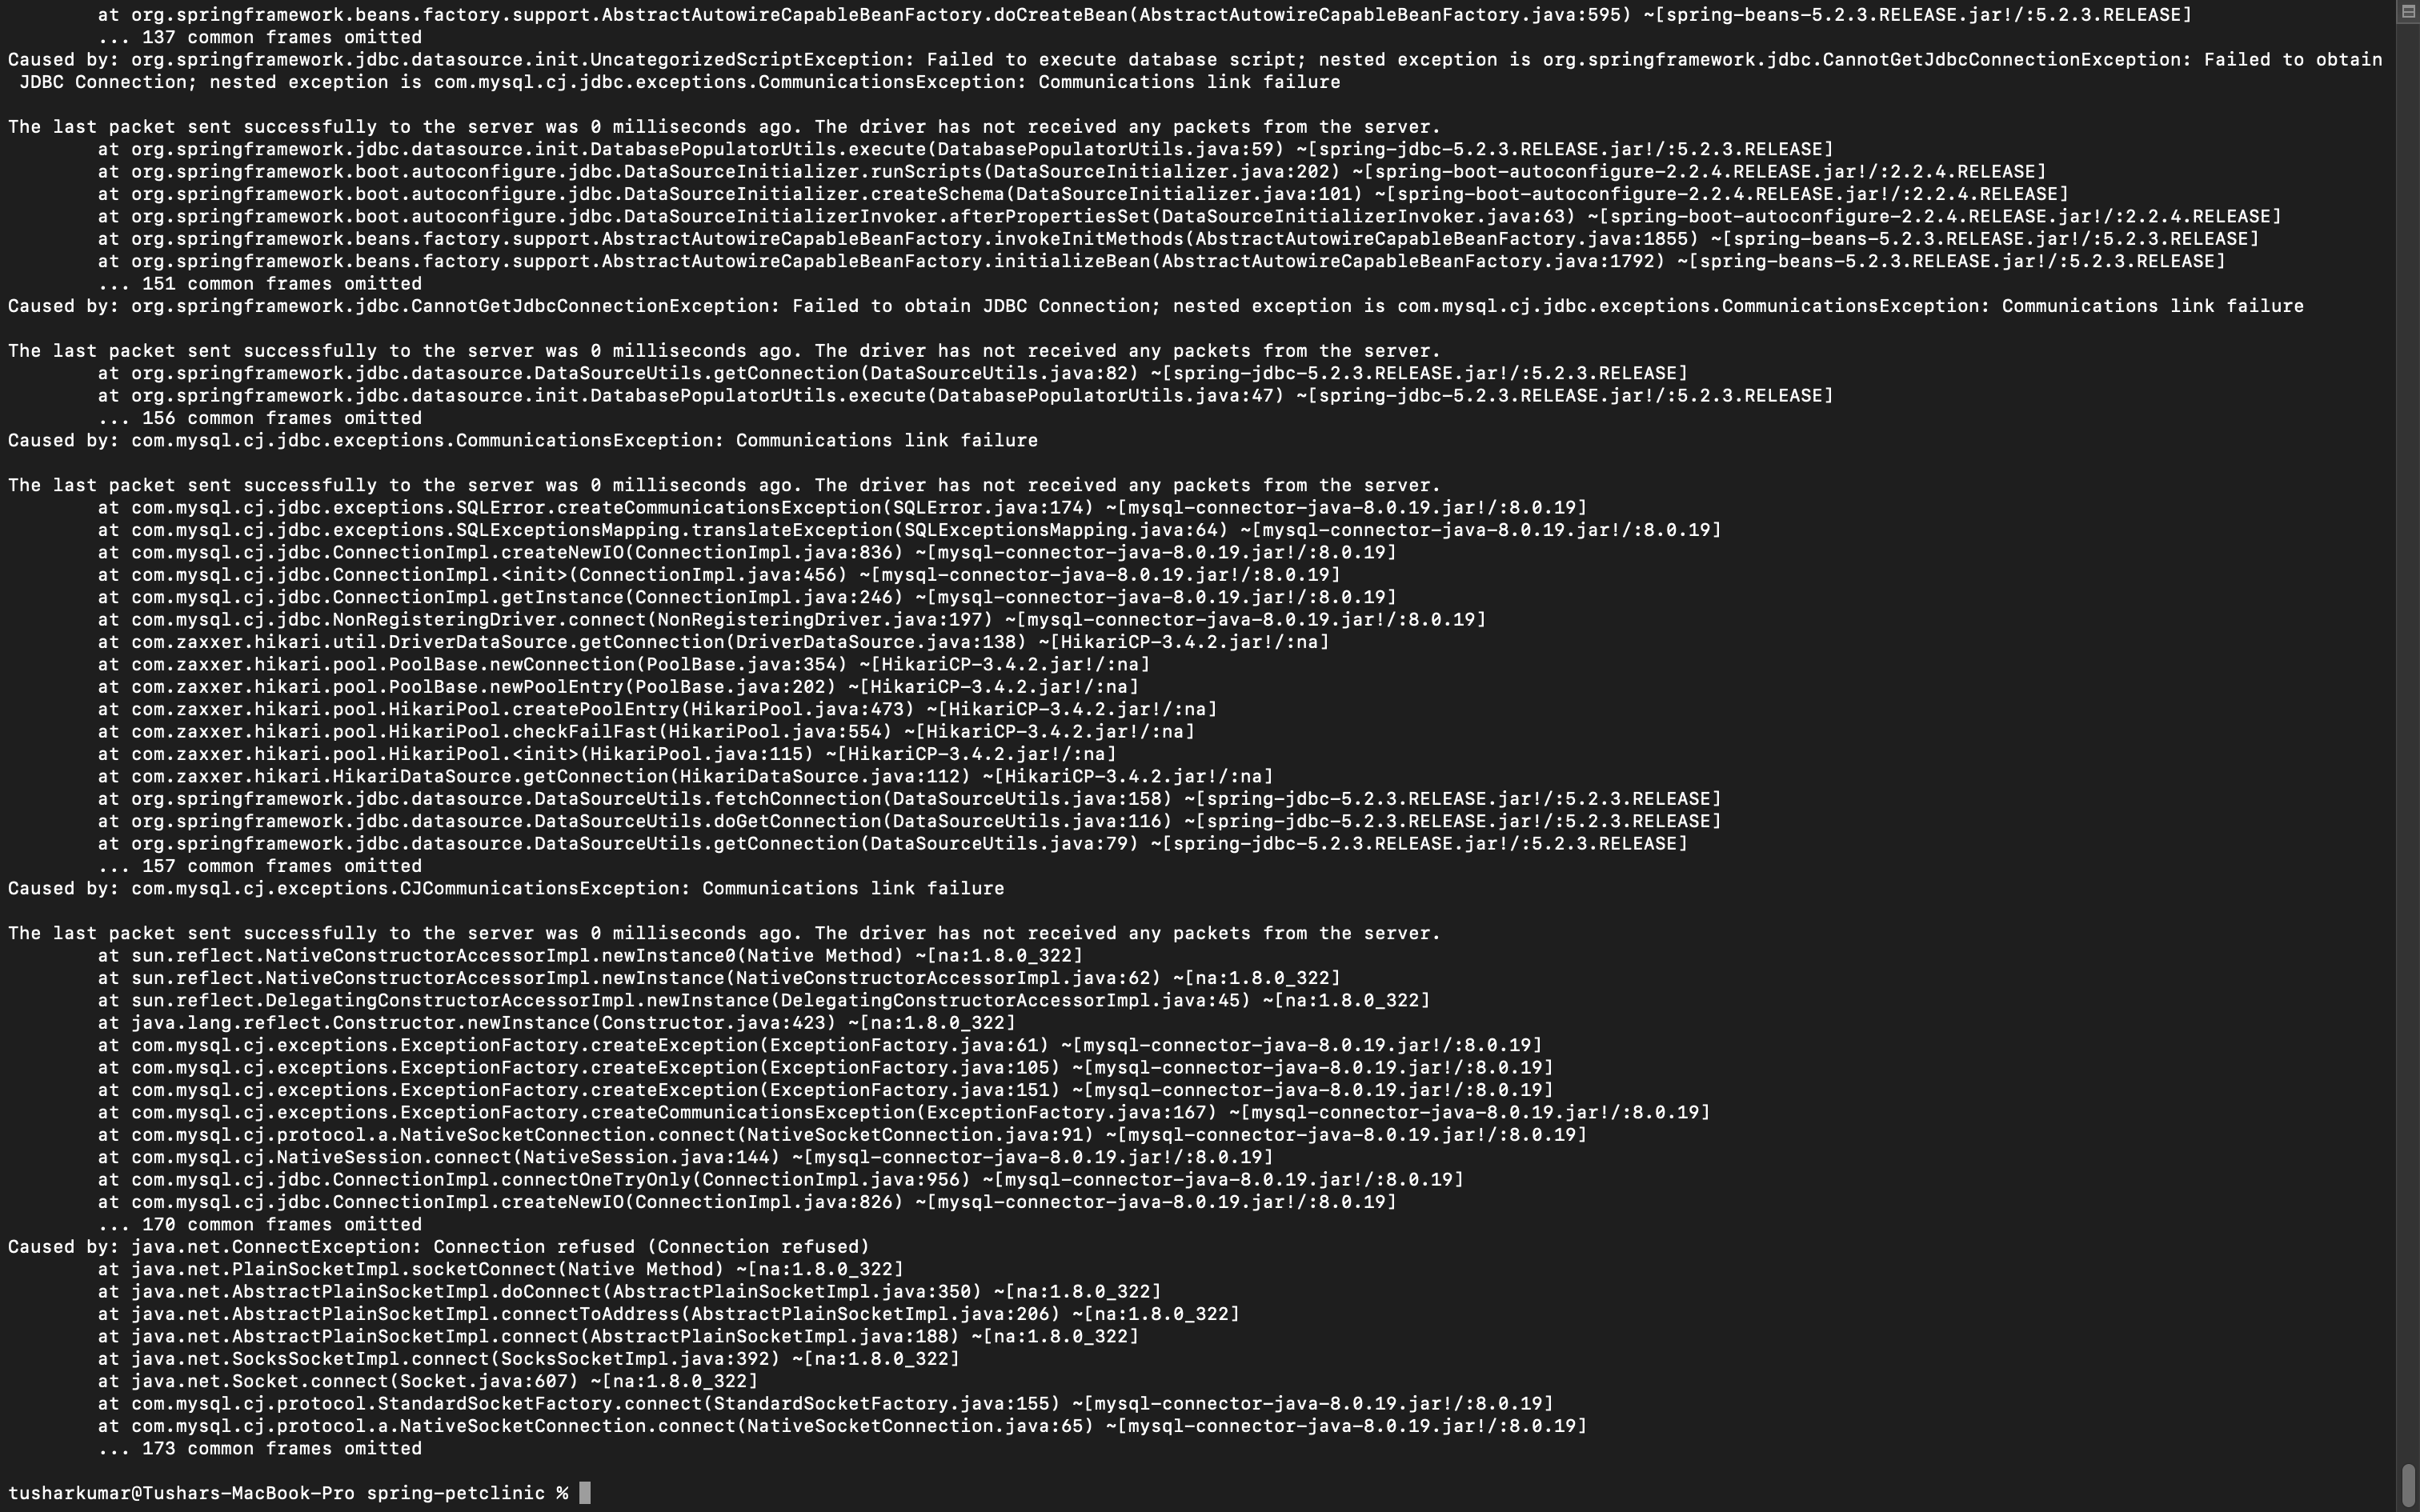 at org.springframework.beans.factory.support.AbstractAutowireCapableBeanFactory.doCreateBean(AbstractAutowireCapableBeanFactory.java:595) ~[spring-beans-5.2.3.RELEASE.jar!/:5.2.3.RELEASE]
... 137 common frames omitted
Caused by: org.springframework.jdbc.datasource.init.UncategorizedScriptException: Failed to execute database script; nested exception is org.springframework.jdbc.CannotGetJdbcConnectionException: Failed to obtain
JDBC Connection; nested exception is com.mysql.cj.jdbc.exceptions.CommunicationsException: Communications link failure
The last packet sent successfully to the server was 0 milliseconds ago. The driver has not received any packets from the server.
at org.springframework.jdbc.datasource.init.DatabasePopulatorUtils.execute(DatabasePopulatorUtils.java:59) ~[spring-jdbc-5.2.3.RELEASE.jar!/:5.2.3.RELEASE]
at org.springframework.boot.autoconfigure.jdbc.DataSourceInitializer.runScripts(DataSourceInitializer.java:202) ~[spring-boot-autoconfigure-2.2.4.RELEASE.jar!/:2.2.4.RELEASE]
at org.springframework.boot.autoconfigure.jdbc.DataSourceInitializer.createSchema(DataSourceInitializer.java:101) ~[spring-boot-autoconfigure-2.2.4.RELEASE.jar!/:2.2.4.RELEASE]
at org.springframework.boot.autoconfigure.jdbc.DataSourceInitializerInvoker.afterPropertiesSet(DataSourceInitializerInvoker.java:63) ~[spring-boot-autoconfigure-2.2.4.RELEASE.jar!/:2.2.4.RELEASE]
at org.springframework.beans.factory.support.AbstractAutowireCapableBeanFactory.invokeInitMethods(AbstractAutowireCapableBeanFactory.java:1855) ~[spring-beans-5.2.3.RELEASE.jar!/:5.2.3.RELEASE]
at org.springframework.beans.factory.support.AbstractAutowireCapableBeanFactory.initializeBean(AbstractAutowireCapableBeanFactory.java:1792) ~[spring-beans-5.2.3.RELEASE.jar!/:5.2.3.RELEASE]
... 151 common frames omitted
Caused by: org.springframework.jdbc.CannotGetJdbcConnectionException: Failed to obtain JDBC Connection; nested exception is com.mysql.cj.jdbc.exceptions.CommunicationsException: Communications link failure
The last packet sent successfully to the server was 0 milliseconds ago. The driver has not received any packets from the server.
at org.springframework.jdbc.datasource.DataSourceUtils.getConnection(DataSourceUtils.java:82) ~[spring-jdbc-5.2.3.RELEASE.jar!/:5.2.3.RELEASE]
at org.springframework.jdbc.datasource.init.DatabasePopulatorUtils.execute(DatabasePopulatorUtils.java:47) ~[spring-jdbc-5.2.3.RELEASE.jar!/:5.2.3.RELEASE]
... 156 common frames omitted
Caused by: com.mysql.cj.jdbc.exceptions.CommunicationsException: Communications link failure
The last packet sent successfully to the server was 0 milliseconds ago. The driver has not received any packets from the server.
at com.mysql.cj.jdbc.exceptions.SQLError.createCommunicationsException(SQLError.java:174) ~[mysql-connector-java-8.0.19.jar!/:8.0.19]
at com.mysql.cj.jdbc.exceptions.SQLExceptionsMapping.translateException(SQLExceptionsMapping.java:64) ~[mysql-connector-java-8.0.19.jar!/:8.0.19]
at com.mysql.cj.jdbc.ConnectionImpl.createNewIO(ConnectionImpl.java:836) ~[mysql-connector-java-8.0.19.jar!/:8.0.19]
at com.mysql.cj.jdbc.ConnectionImpl.<init>(ConnectionImpl.java:456) ~[mysql-connector-java-8.0.19.jar!/:8.0.19]
at com.mysql.cj.jdbc.ConnectionImpl.getInstance(ConnectionImpl.java:246) ~[mysql-connector-java-8.0.19.jar!/:8.0.19]
at com.mysql.cj.jdbc.NonRegisteringDriver.connect(NonRegisteringDriver.java:197) ~[mysql-connector-java-8.0.19.jar!/:8.0.19]
at com.zaxxer.hikari.util.DriverDataSource.getConnection(DriverDataSource.java:138) ~[HikariCP-3.4.2.jar!/:na]
at com.zaxxer.hikari.pool.PoolBase.newConnection(PoolBase.java:354) ~[HikariCP-3.4.2.jar!/:na]
at com.zaxxer.hikari.pool.PoolBase.newPoolEntry(PoolBase.java:202) ~[HikariCP-3.4.2.jar!/:na]
at com.zaxxer.hikari.pool.HikariPool.createPoolEntry(HikariPool.java:473) ~[HikariCP-3.4.2.jar!/:na]
at com.zaxxer.hikari.pool.HikariPool.checkFailFast(HikariPool.java:554) ~[HikariCP-3.4.2.jar!/:na]
at com.zaxxer.hikari.pool.HikariPool.<init>(HikariPool.java:115) ~[HikariCP-3.4.2.jar!/:na]
at com.zaxxer.hikari.HikariDataSource.getConnection(HikariDataSource.java:112) ~[HikariCP-3.4.2.jar!/:na]
at org.springframework.jdbc.datasource.DataSourceUtils.fetchConnection(DataSourceUtils.java:158) ~[spring-jdbc-5.2.3.RELEASE.jar!/:5.2.3.RELEASE]
at org.springframework.jdbc.datasource.DataSourceUtils.doGetConnection(DataSourceUtils.java:116) ~[spring-jdbc-5.2.3.RELEASE.jar!/:5.2.3.RELEASE]
at org.springframework.jdbc.datasource.DataSourceUtils.getConnection(DataSourceUtils.java:79) ~[spring-jdbc-5.2.3.RELEASE.jar!/:5.2.3.RELEASE]
... 157 common frames omitted
Caused by: com.mysql.cj.exceptions.CJCommunicationsException: Communications link failure
The last packet sent successfully to the server was 0 milliseconds ago. The driver has not received any packets from the server.
at sun.reflect.NativeConstructorAccessorImpl.newInstance0(Native Method) ~[na:1.8.0_322]
at sun.reflect.NativeConstructorAccessorImpl.newInstance(NativeConstructorAccessorImpl.java:62) ~[na:1.8.0_322]
at sun.reflect.DelegatingConstructorAccessorImpl.newInstance(DelegatingConstructorAccessorImpl.java:45) ~[na:1.8.0_322]
at java.lang.reflect.Constructor.newInstance(Constructor.java:423) ~[na:1.8.0_322]
at com.mysql.cj.exceptions.ExceptionFactory.createException(ExceptionFactory.java:61) ~[mysql-connector-java-8.0.19.jar!/:8.0.19]
at com.mysql.cj.exceptions.ExceptionFactory.createException(ExceptionFactory.java:105) ~[mysql-connector-java-8.0.19.jar!/:8.0.19]
at com.mysql.cj.exceptions.ExceptionFactory.createException(ExceptionFactory.java:151) ~[mysql-connector-java-8.0.19.jar!/:8.0.19]
at com.mysql.cj.exceptions.ExceptionFactory.createCommunicationsException(ExceptionFactory.java:167) ~[mysql-connector-java-8.0.19.jar!/:8.0.19]
at com.mysql.cj.protocol.a.NativeSocketConnection.connect(NativeSocketConnection.java:91) ~[mysql-connector-java-8.0.19.jar!/:8.0.19]
at com.mysql.cj.NativeSession.connect(NativeSession.java:144) ~[mysql-connector-java-8.0.19.jar!/:8.0.19]
at com.mysql.cj.jdbc.ConnectionImpl.connectOneTryOnly(ConnectionImpl.java:956) ~[mysql-connector-java-8.0.19.jar!/:8.0.19]
at com.mysql.cj.jdbc.ConnectionImpl.createNewIO(ConnectionImpl.java:826) ~[mysql-connector-java-8.0.19.jar!/:8.0.19]
... 170 common frames omitted
Caused by: java.net.ConnectException: Connection refused (Connection refused)
at java.net.PlainSocketImpl.socketConnect(Native Method) ~[na:1.8.0_322]
at java.net.AbstractPlainSocketImpl.doConnect(AbstractPlainSocketImpl.java:350) ~[na:1.8.0_322]
at java.net.AbstractPlainSocketImpl.connectToAddress(AbstractPlainSocketImpl.java:206) ~[na:1.8.0_322]
at java.net.AbstractPlainSocketImpl.connect(AbstractPlainSocketImpl.java:188) ~[na:1.8.0_322]
at java.net.SocksSocketImpl.connect(SocksSocketImpl.java:392) ~[na:1.8.0_322]
at java.net.Socket.connect(Socket.java:607) ~[na:1.8.0_322]
at com.mysql.cj.protocol.StandardSocketFactory.connect(StandardSocketFactory.java:155) ~[mysql-connector-java-8.0.19.jar!/:8.0.19]
at com.mysql.cj.protocol.a.NativeSocketConnection.connect(NativeSocketConnection.java:65) ~[mysql-connector-java-8.0.19.jar!/:8.0.19]
... 173 common frames omitted
tusharkumar@Tushars-MacBook-Pro spring-petclinic %